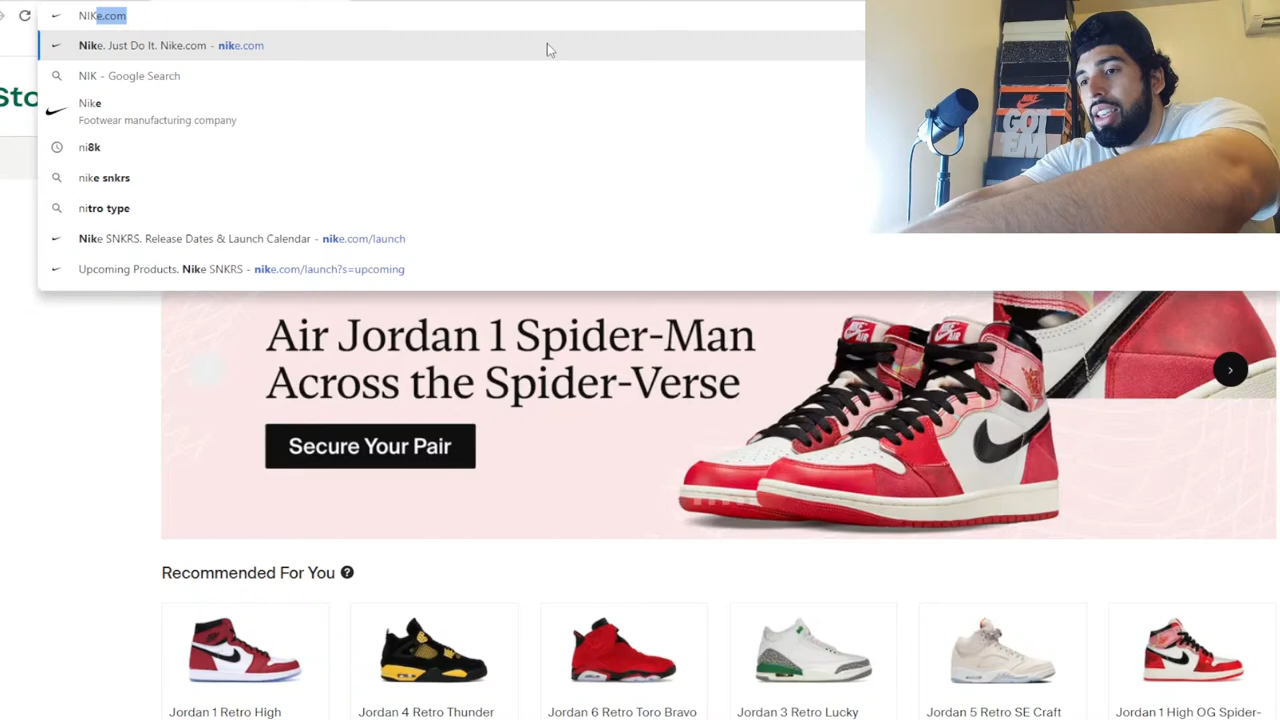 NIKe.com
Nike. Just Do It. Nike.com - nike.com
NIK - Google Search
Nike
Footwear manufacturing company
ni8k
nike snkrs
nitro type
Nike SNKRS. Release Dates & Launch Calendar - nike.com/launch
Upcoming Products. Nike SNKRS - nike.com/launch?s=upcoming
Sto
NIKE
GOT
EM
Air Jordan 1 Spider-Man
Across the Spider-Verse
Secure Your Pair
Recommended For You ?
Jordan 1 Retro High
Jordan 4 Retro Thunder
Jordan 6 Retro Toro Bravo
Jordan 3 Retro Lucky
Jordan 5 Retro SE Craft
Jordan 1 High OG Spider-